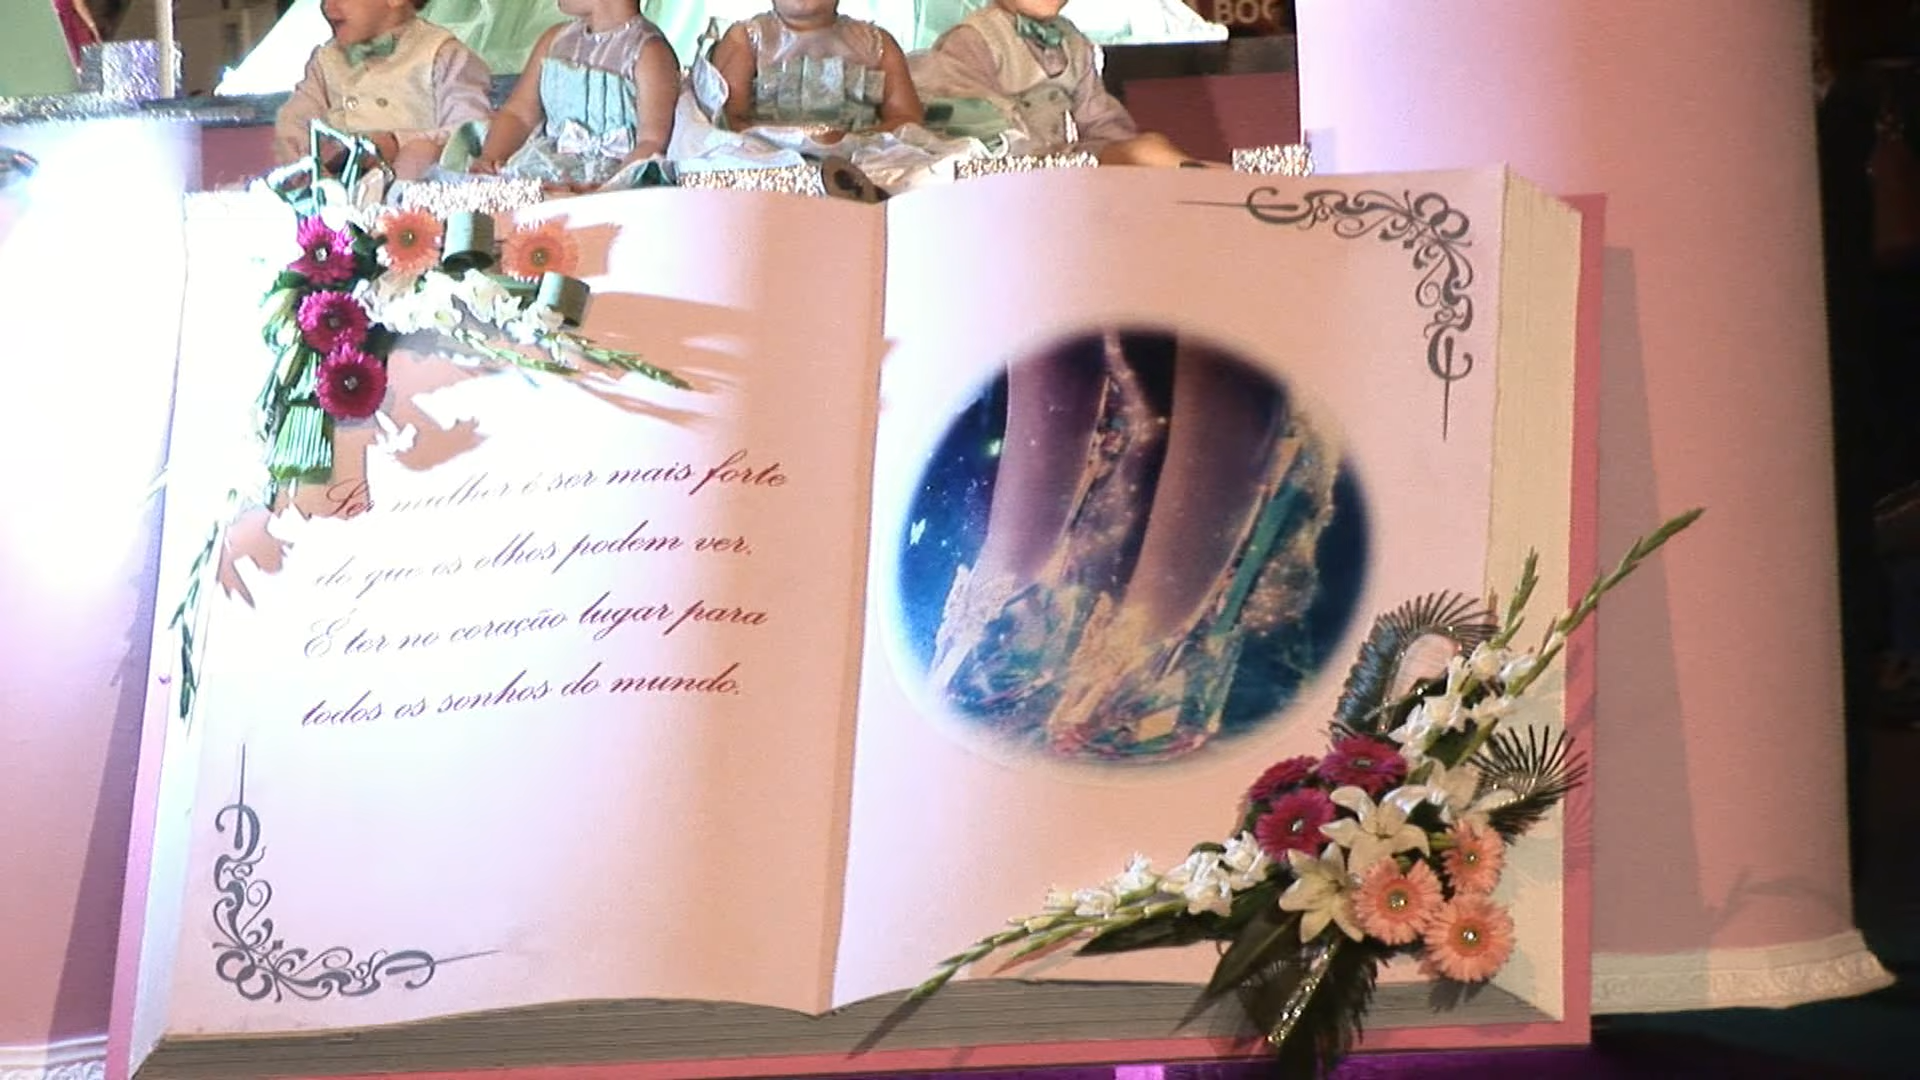 BOC
Ser mulher é ser mais forte
do que os olhos podem ver.
É ter no coração lugar para
todos os sonhos do mundo.